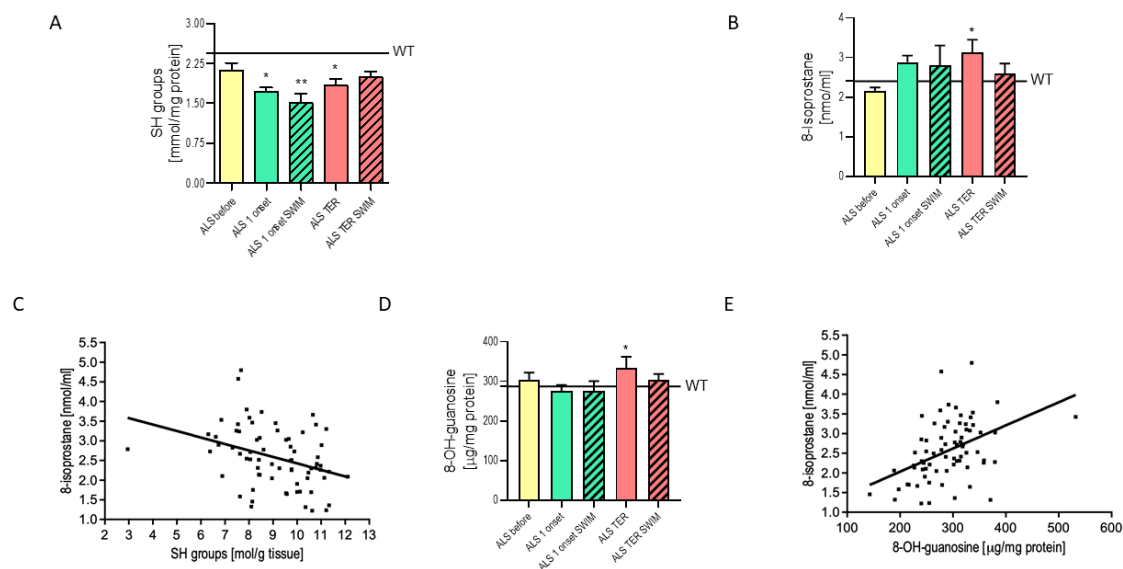 A
SH groups
[mmol/mg protein]
3.00
2.25
1.50
0.75
0.00
WT
*
**
*
ALS before
ALS 1 onset
ALS 1 onset SWIM
ALS TER
ALS TER SWIM
B
8-Isoprostane
[nmo/ml]
4
3
2
1
0
WT
*
ALS before
ALS 1 onset
ALS 1 onset SWIM
ALS TER
ALS TER SWIM
C
8-isoprostane [nmol/ml]
5.5
5.0
4.5
4.0
3.5
3.0
2.5
2.0
1.5
1.0
2 3 4 5 6 7 8 9 10 11 12 13
SH groups [mol/g tissue]
D
8-OH-guanosine
[µg/mg protein)
400
300
200
100
0
WT
*
ALS before
ALS 1 onset
ALS 1 onset SWIM
ALS TER
ALS TER SWIM
E
8-isoprostane [nmol/ml]
5.5
5.0
4.5
4.0
3.5
3.0
2.5
2.0
1.5
1.0
100 200 300 400 500 600
8-OH-guanosine [µg/mg protein]